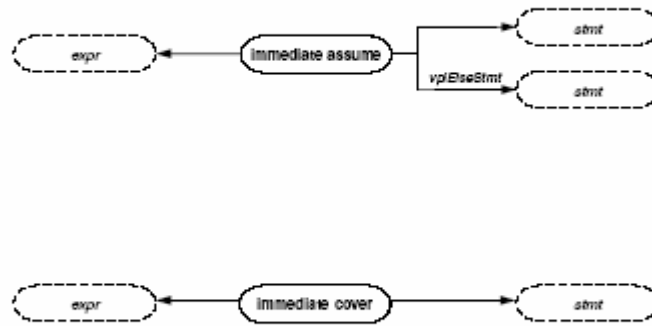 stmt
expr
immediate assume
vpiElseStmt
stmt
expr
immediate cover
stmt